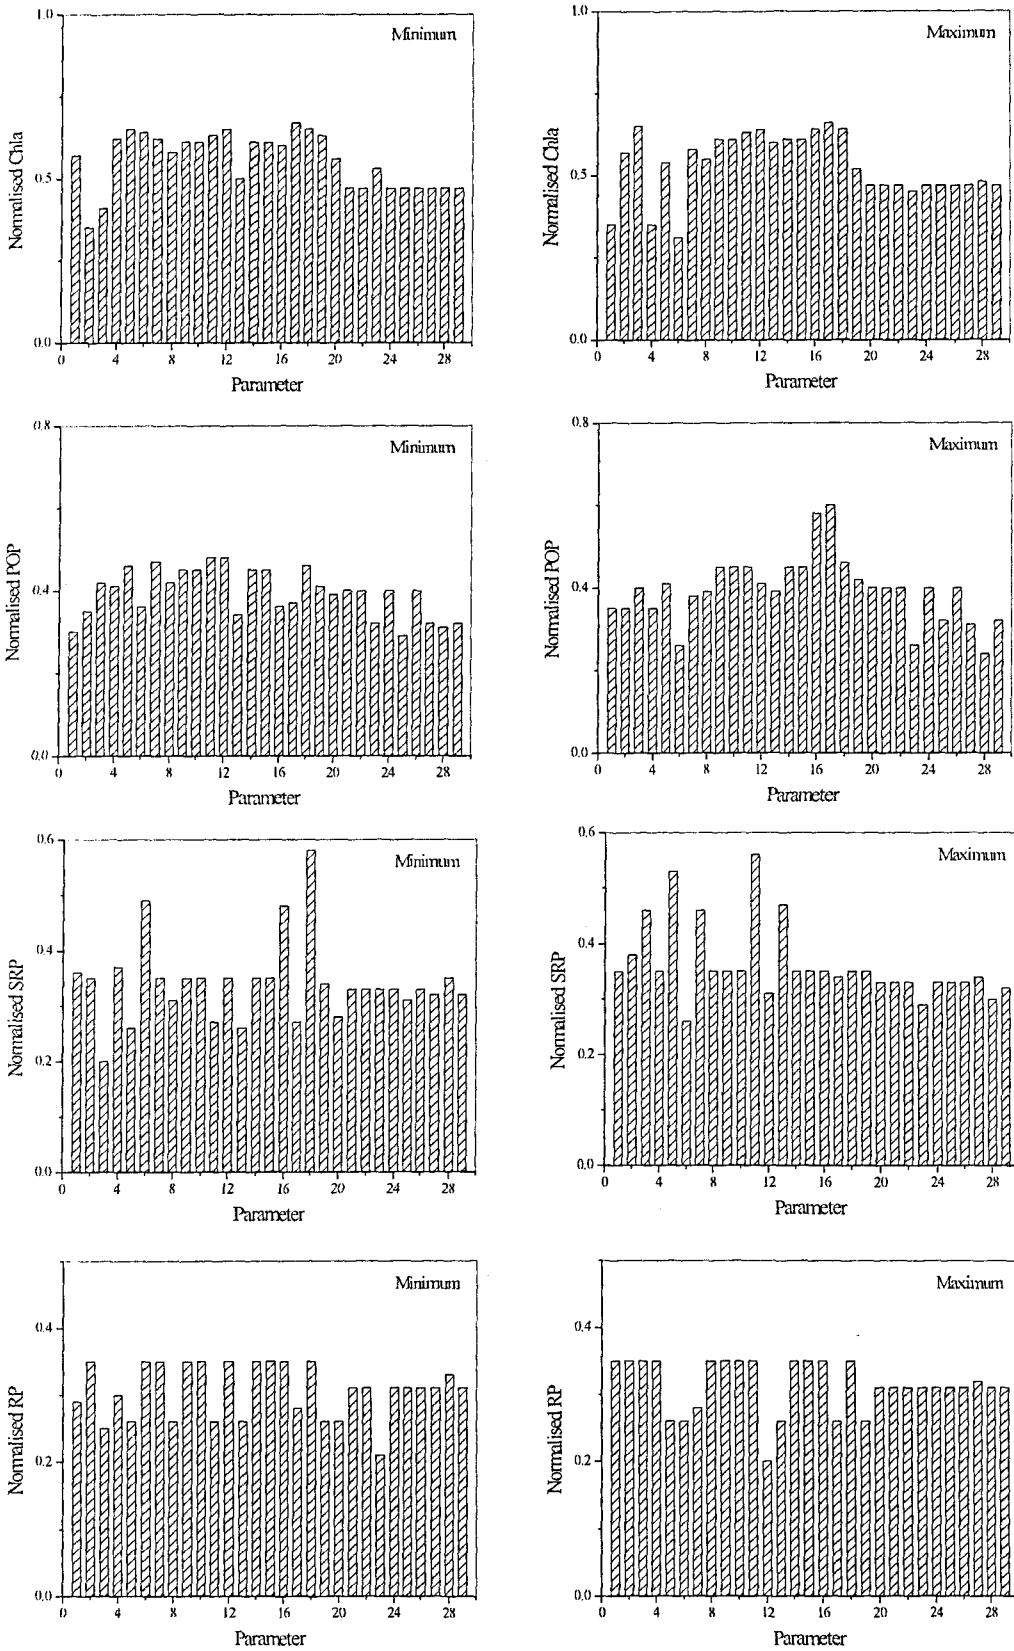 1.0
Minimum
Normalised Chla
0.5
0.0
0 4 8 12 16 20 24 28
Parameter
1.0
Maximum
Normalised Chla
0.5
0.0
0 4 8 12 16 20 24 28
Parameter
0.8
Minimum
Normalised POP
0.4
0.0
0 4 8 12 16 20 24 28
Parameter
0.8
Maximum
Normalised POP
0.4
0.0
0 4 8 12 16 20 24 28
Parameter
0.6
Minimum
Normalised SRP
0.4
0.2
0.0
0 4 8 12 16 20 24 28
Parameter
0.6
Maximum
Normalised SRP
0.4
0.2
0.0
0 4 8 12 16 20 24 28
Parameter
Minimum
Normalised RP
0.4
0.2
0.0
0 4 8 12 16 20 24 28
Parameter
Maximum
Normalised RP
0.4
0.2
0.0
0 4 8 12 16 20 24 28
Parameter